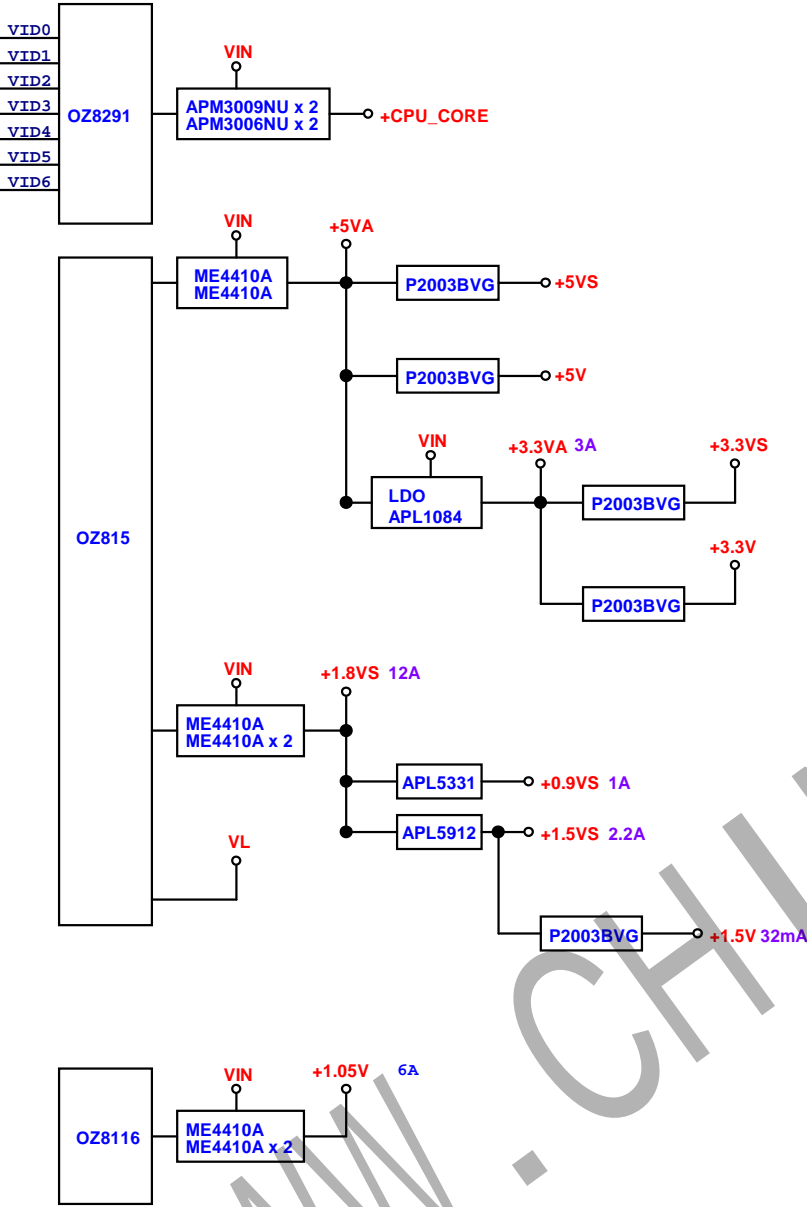 VID0
VID1
VID2
VID3
VID4
VID5
VID6
OZ8291
VIN
APM3009NU x 2
APM3006NU x 2
+CPU_CORE
OZ815
VIN
ME4410A
ME4410A
+5VA
P2003BVG
+5VS
P2003BVG
+5V
VIN
LDO
APL1084
+3.3VA 3A
P2003BVG
+3.3VS
P2003BVG
+3.3V
VIN
ME4410A
ME4410A x 2
+1.8VS 12A
APL5331
+0.9VS 1A
APL5912
+1.5VS 2.2A
P2003BVG
+1.5V 32mA
VL
OZ8116
VIN
ME4410A
ME4410A x 2
+1.05V 6A